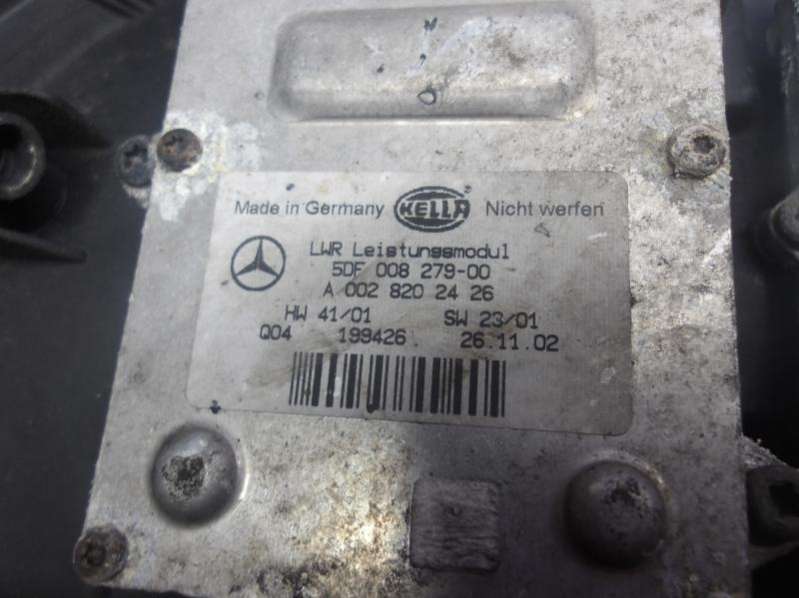 Made in Germany HELLA ® Nicht werfen
LWR Leistungsmodul
5DF 008 279-00
A 002 820 24 26
HW 41/01 SW 23/01
Q04 199426 26.11.02